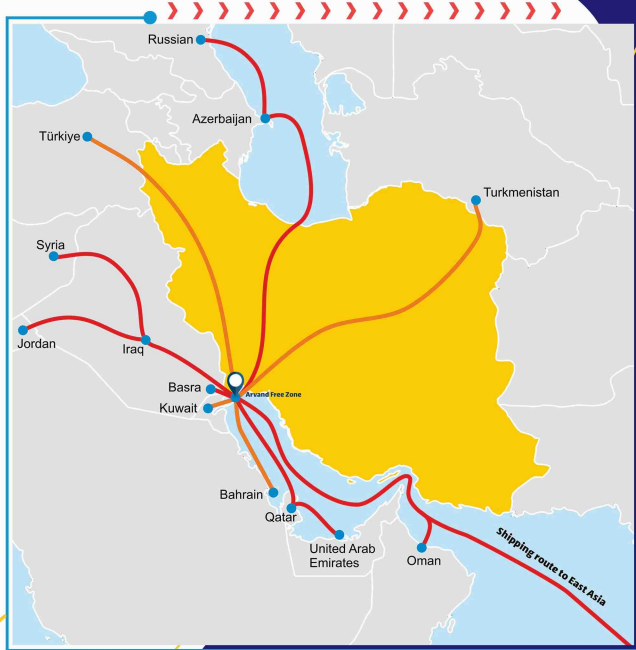 Russian
Azerbaijan
Türkiye
Turkmenistan
Syria
Jordan
Iraq
Basra
Arvand Free Zone
Kuwait
Bahrain
Qatar
United Arab
Emirates
Oman
Shipping route to East Asia